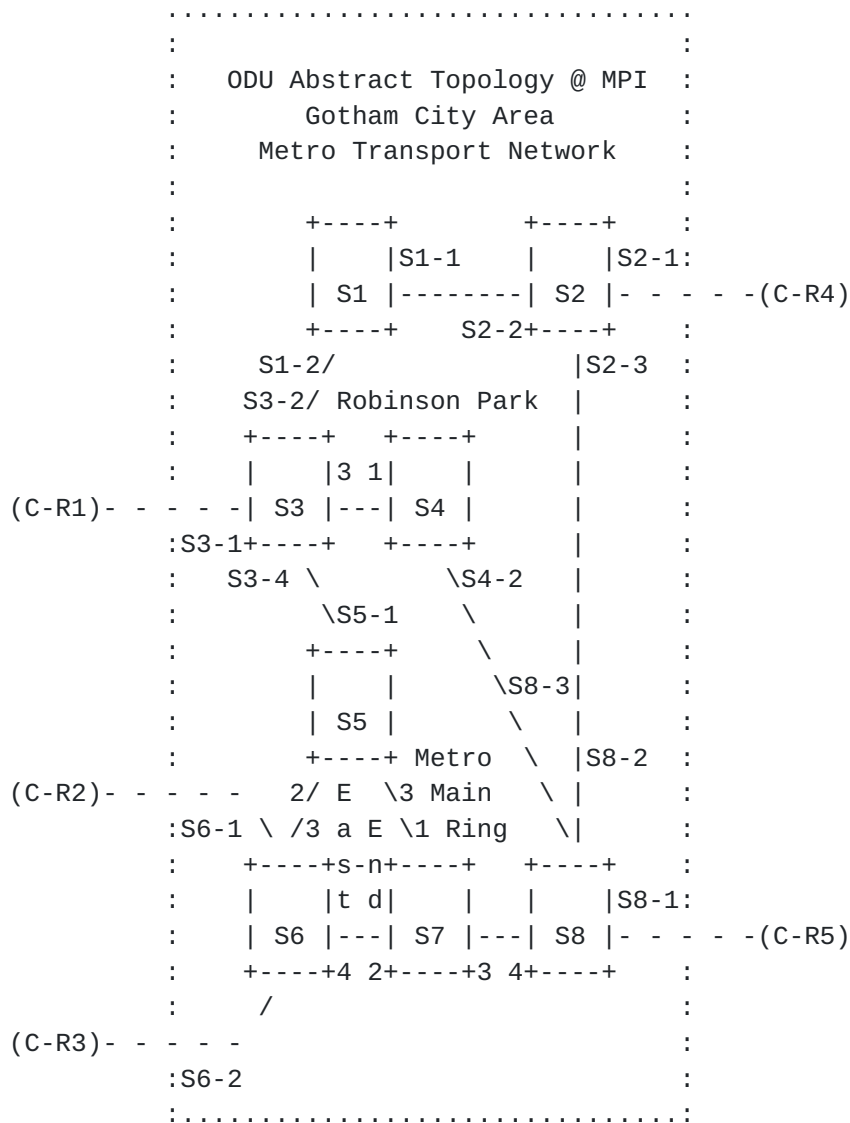 ..................................
:                                :
:   ODU Abstract Topology @ MPI  :
:        Gotham City Area        :
:     Metro Transport Network    :
:                                :
:        +----+        +----+    :
:        |    |S1-1    |    |S2-1:
:        | S1 |--------| S2 |- - - - -(C-R4)
:        +----+    S2-2+----+    :
:     S1-2/               |S2-3  :
:    S3-2/ Robinson Park  |      :
:    +----+   +----+      |      :
:    |    |3 1|    |      |      :
(C-R1)- - - - -| S3 |---| S4 |      |      :
:S3-1+----+   +----+      |      :
:   S3-4 \        \S4-2   |      :
:         \S5-1    \      |      :
:        +----+     \     |      :
:        |    |      \S8-3|      :
:        | S5 |       \   |      :
:        +----+ Metro  \  |S8-2  :
(C-R2)- - - - -   2/ E  \3 Main   \ |      :
:S6-1 \ /3 a E \1 Ring   \|      :
:    +----+s-n+----+   +----+    :
:    |    |t d|    |   |    |S8-1:
:    | S6 |---| S7 |---| S8 |- - - - -(C-R5)
:    +----+4 2+----+3 4+----+    :
:     /                          :
(C-R3)- - - - -                            :
:S6-2                            :
:................................: